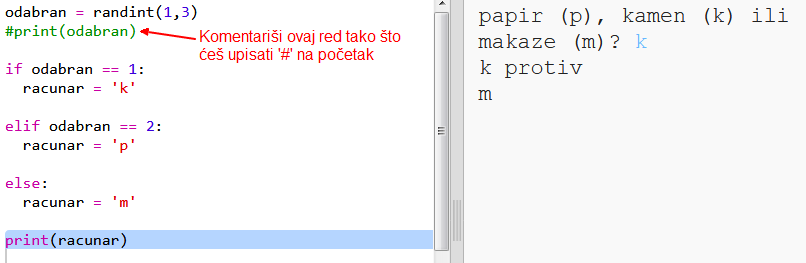 odabran = randint(1,3)
#print(odabran)
Komentariši ovaj red tako što
ćeš upisati '#' na početak
if odabran == 1:
  racunar = 'k'
elif odabran == 2:
  racunar = 'p'
else:
  racunar = 'm'
print(racunar)
papir (p), kamen (k) ili
makaze (m)? k
k protiv
m